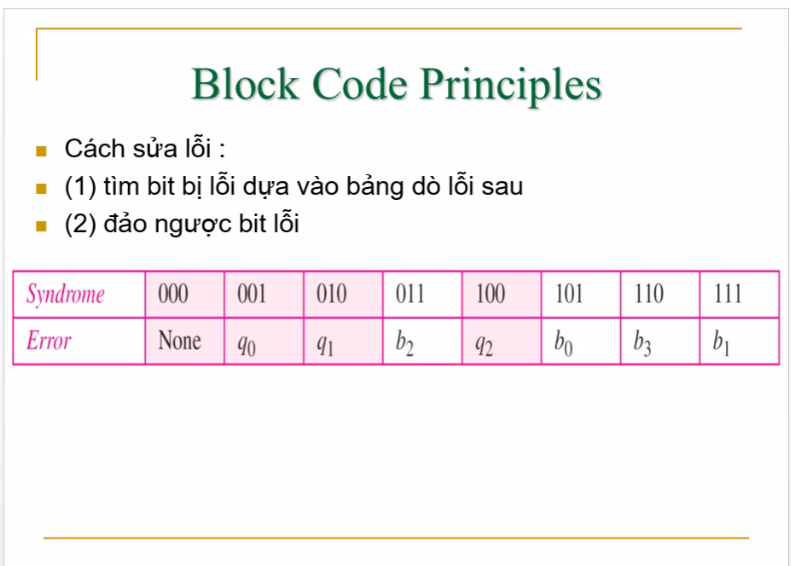 Block Code Principles
Cách sửa lỗi :
(1) tìm bit bị lỗi dựa vào bảng dò lỗi sau
(2) đảo ngược bit lỗi
Syndrome 000 001 010 011 100 101 110 111
Error None q0 q1 b2 q2 b0 b3 b1